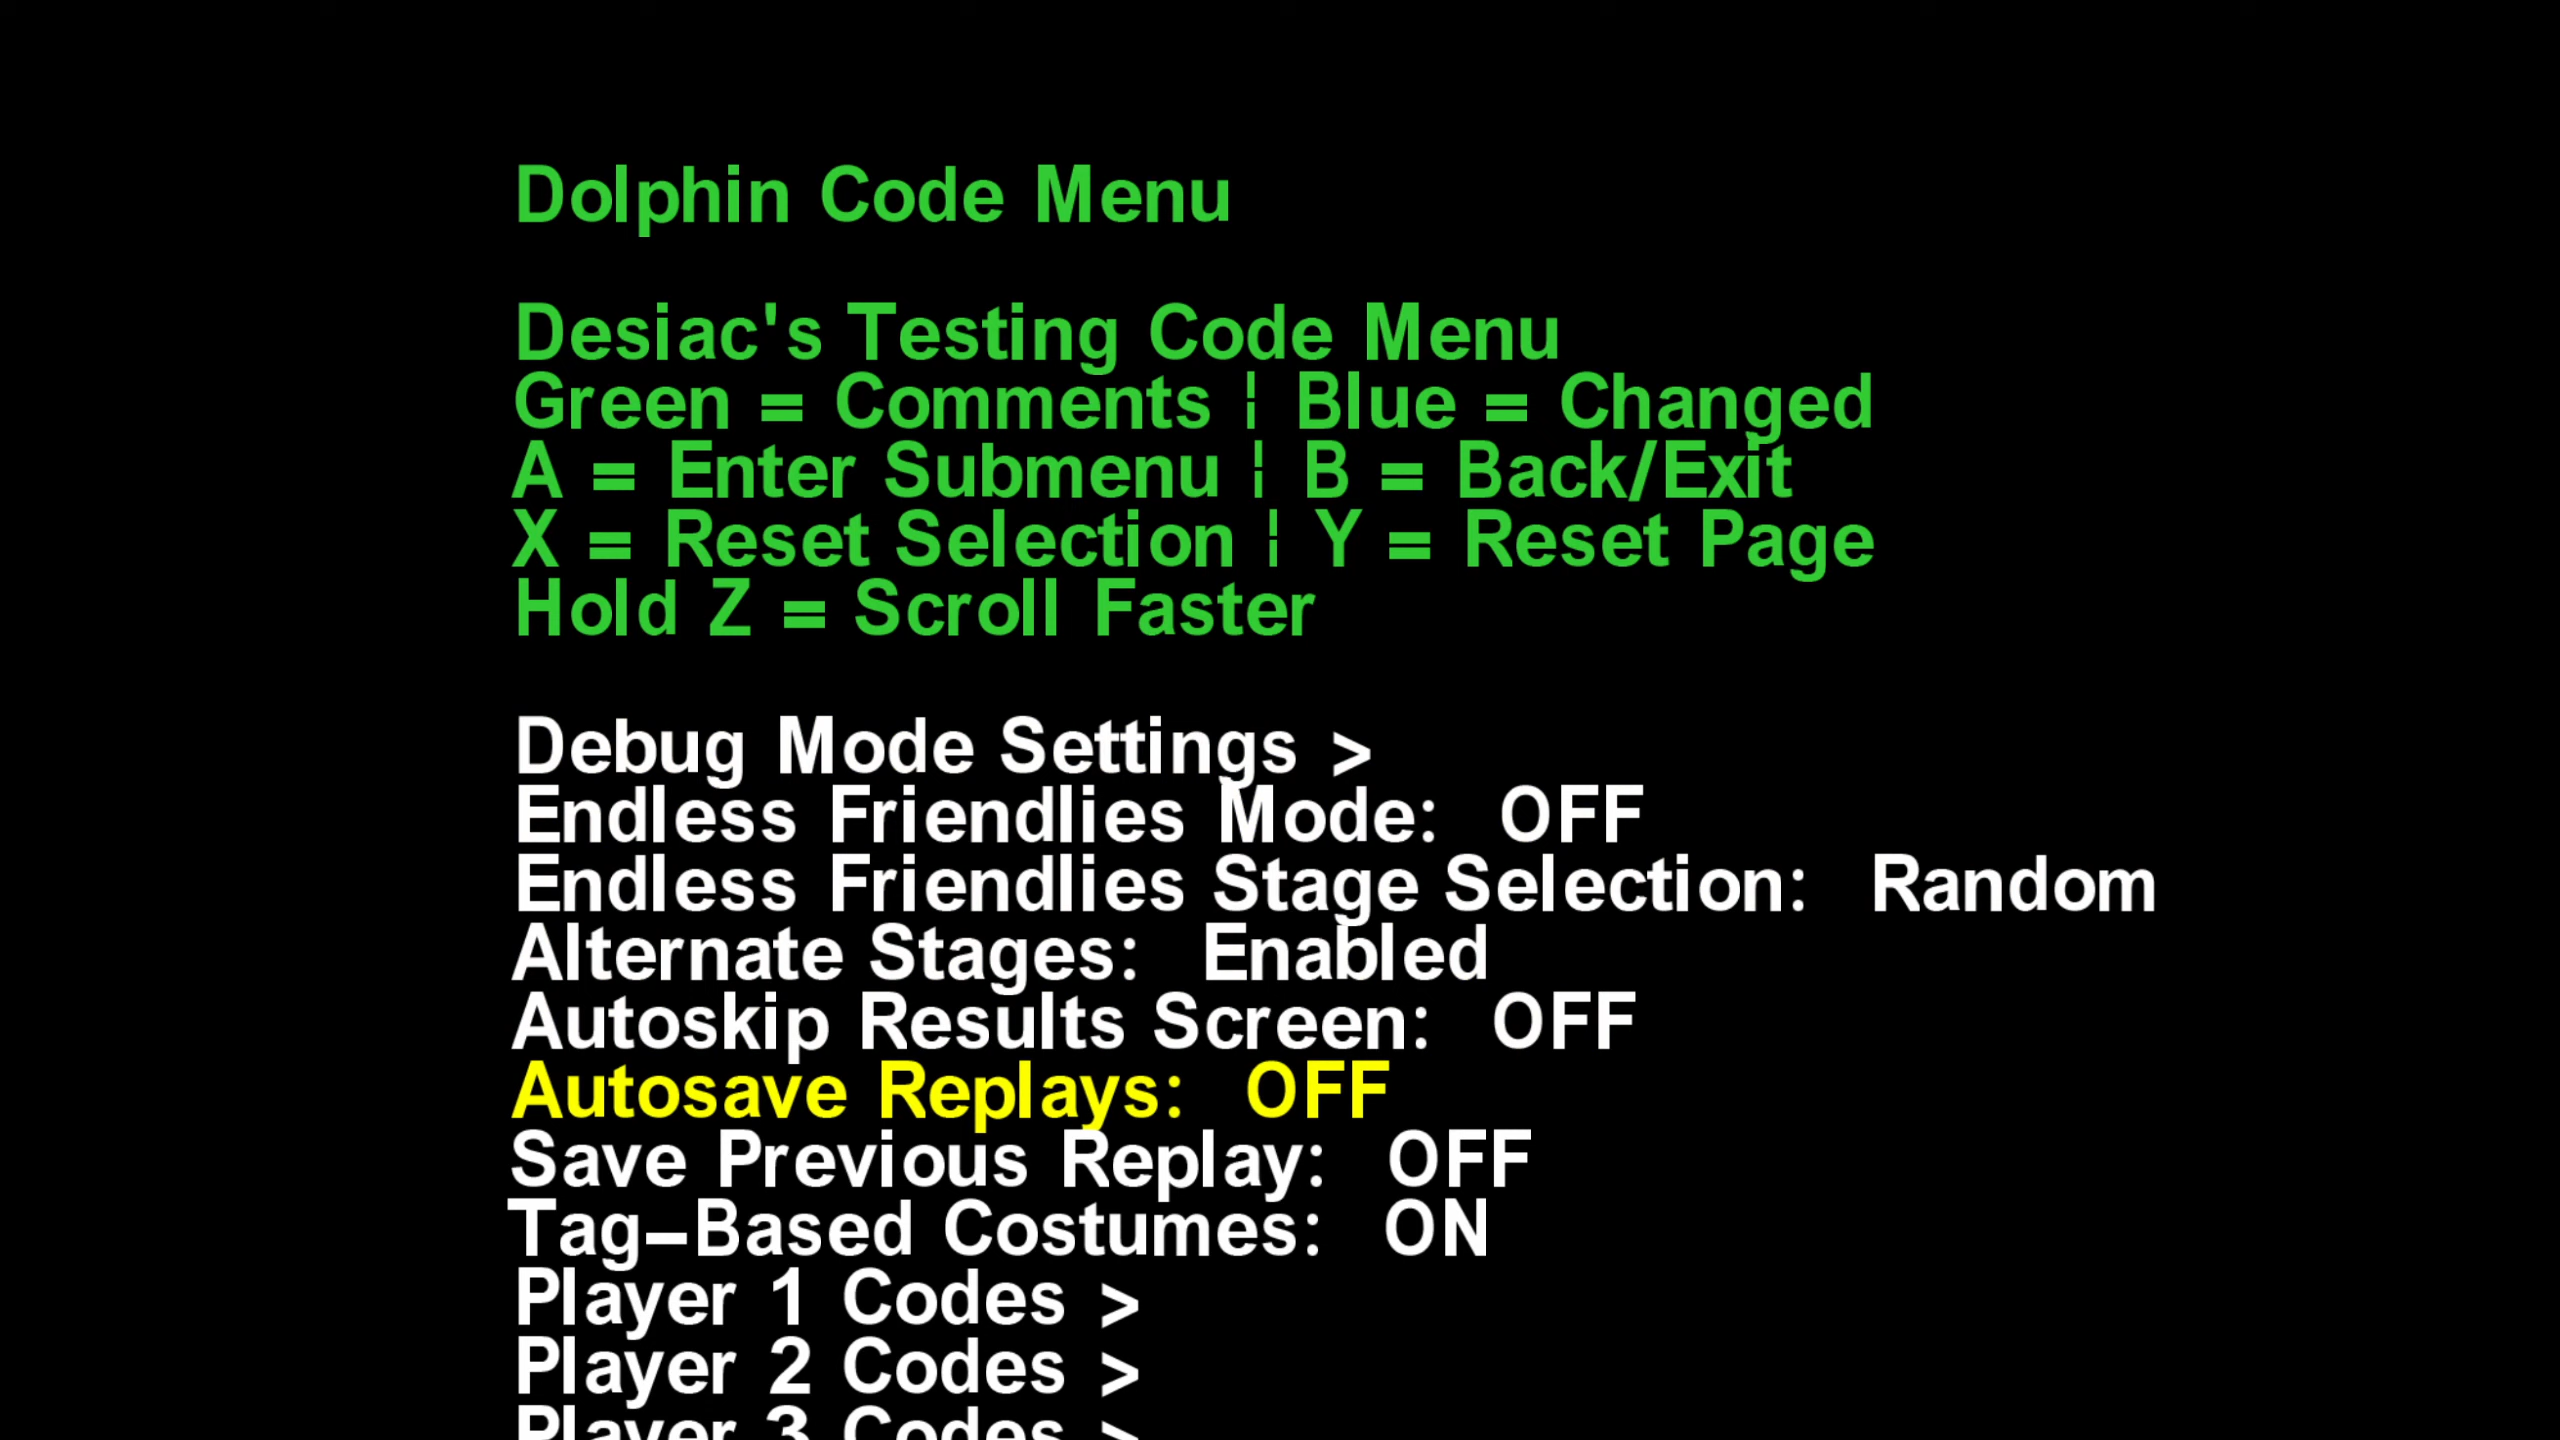 Dolphin Code Menu
Desiac's Testing Code Menu
Green = Comments ¦ Blue = Changed
A = Enter Submenu ¦ B = Back/Exit
X = Reset Selection ¦ Y = Reset Page
Hold Z = Scroll Faster
Debug Mode Settings >
Endless Friendlies Mode: OFF
Endless Friendlies Stage Selection: Random
Alternate Stages: Enabled
Autoskip Results Screen: OFF
Autosave Replays: OFF
Save Previous Replay: OFF
Tag–Based Costumes: ON
Player 1 Codes >
Player 2 Codes >
Player 3 Codes >